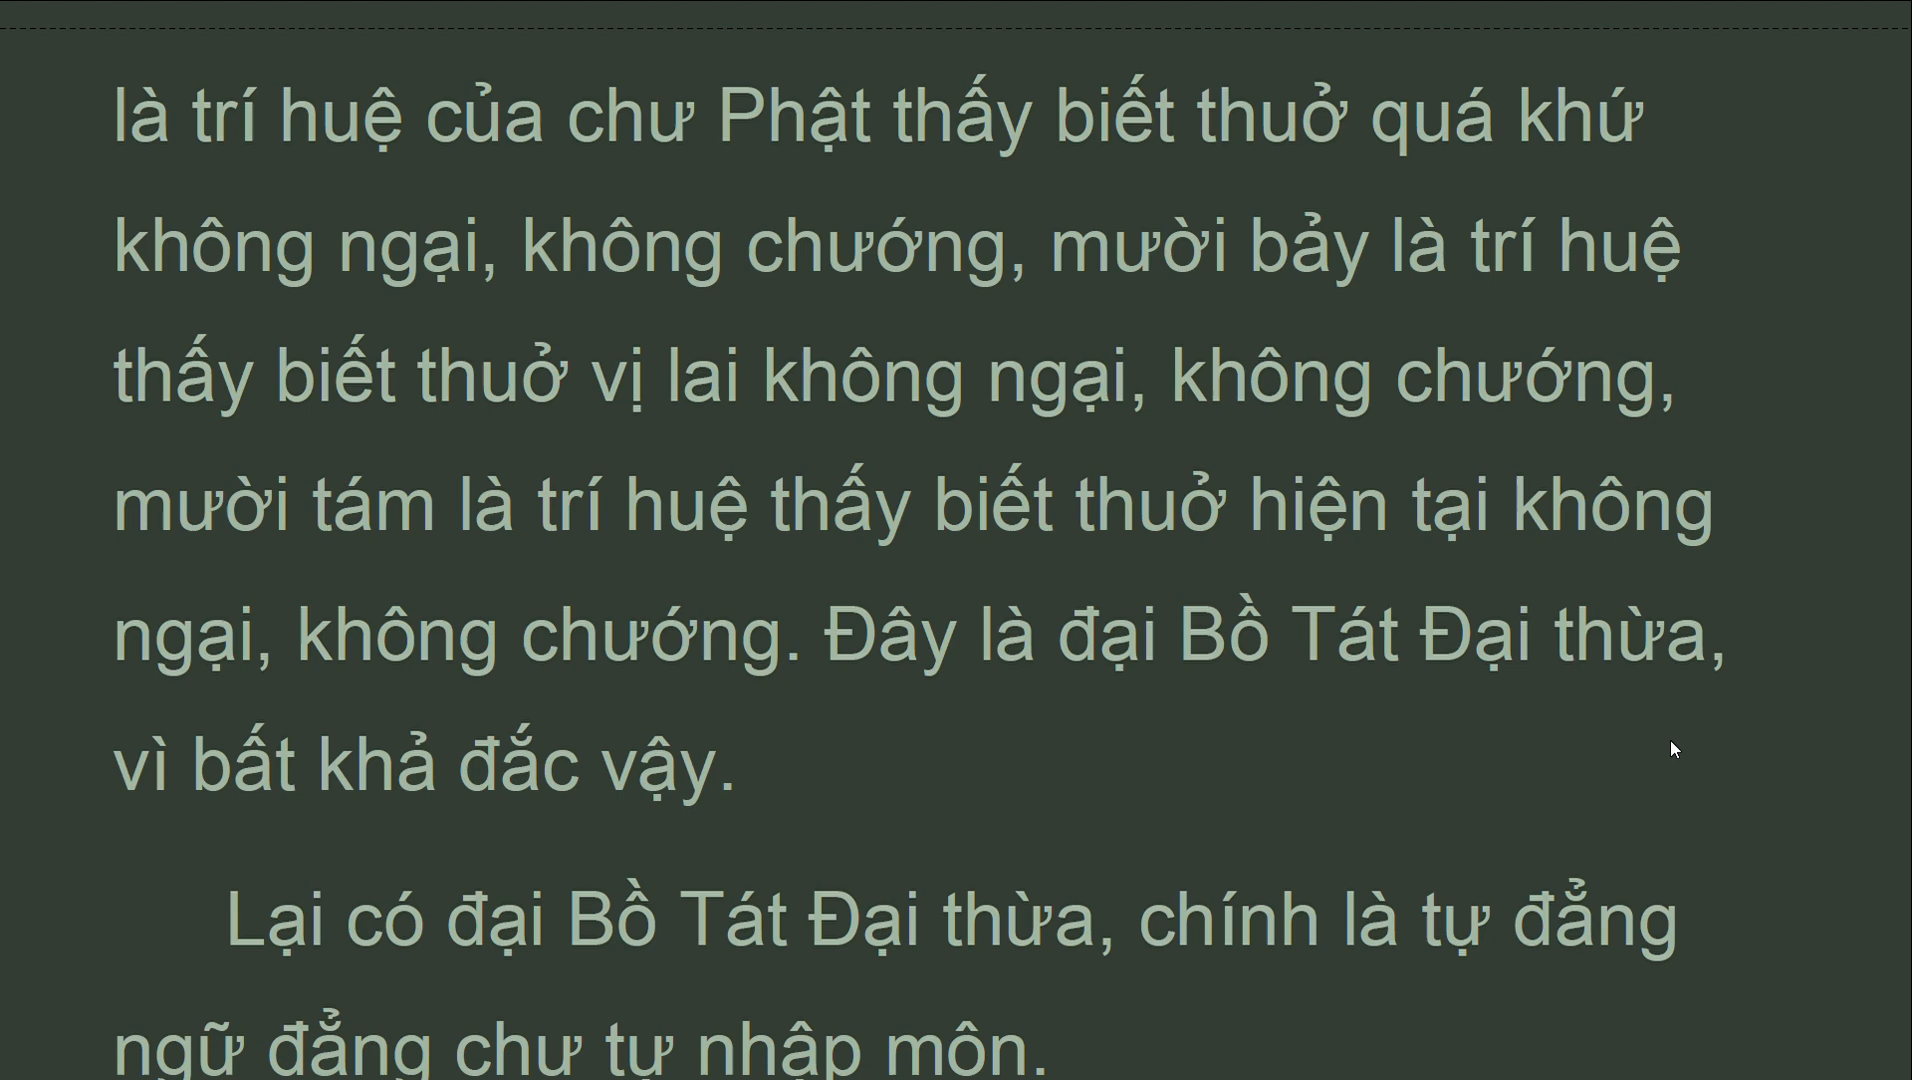 là trí huệ của chư Phật thấy biết thuở quá khứ
không ngại, không chướng, mười bảy là trí huệ
thấy biết thuở vị lai không ngại, không chướng,
mười tám là trí huệ thấy biết thuở hiện tại không
ngại, không chướng. Đây là đại Bồ Tát Đại thừa,
vì bất khả đắc vậy.
Lại có đại Bồ Tát Đại thừa, chính là tự đẳng
ngữ đẳng chư tự nhập môn.